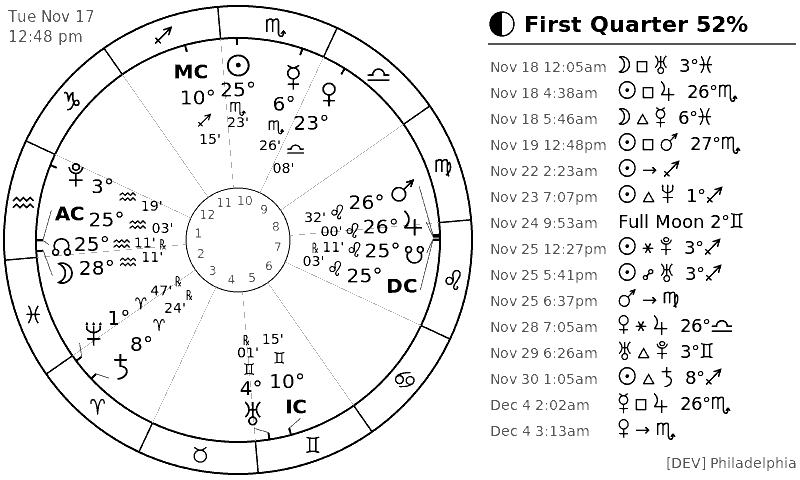 Tue Nov 17
12:48 pm
First Quarter 52%
Nov 18 12:05am ☽ □ ♅ 3°♓
Nov 18 4:38am ☉ □ ♃ 26°♏
Nov 18 5:46am ☽ △ ☿ 6°♓
Nov 19 12:48pm ☉ □ ♂ 27°♏
Nov 22 2:23am ☉ → ♐
Nov 23 7:07pm ☉ △ ♆ 1°♐
Nov 24 9:53am Full Moon 2°♊
Nov 25 12:27pm ☉ ⚹ ⯓ 3°♐
Nov 25 5:41pm ☉ ☍ ♅ 3°♐
Nov 25 6:37pm ♂ → ♍
Nov 28 7:05am ♀ ⚹ ♃ 26°♎
Nov 29 6:26am ♅ △ ⯓ 3°♊
Nov 30 1:05am ☉ △ ♄ 8°♐
Dec 4 2:02am ☿ □ ♃ 26°♏
Dec 4 3:13am ♀ → ♏
[DEV] Philadelphia
♐ ♏ ♎ ♍ ♌ ♋ ♊ ♉ ♈ ♓ ♒ ♑
MC 10° ♐ 15'
☉ 25° ♏ 23'
☿ 6° ♏ 26'
♀ 23° ♎ 08'
⯓ 3° ♒ 19'
AC 25° ♒ 03'
☊ 25° ♒ 11' ℞
☽ 28° ♒ 11'
♆ 1° ♈ 47' ℞
♄ 8° ♈ 24' ℞
♅ 4° ♊ 01' ℞
IC 10° ♊ 15'
32' ♌ 26° ♂
00' ♌ 26° ♃
℞ 11' ♌ 25° ☋
03' ♌ 25° DC
1 2 3 4 5 6 7 8 9 10 11 12